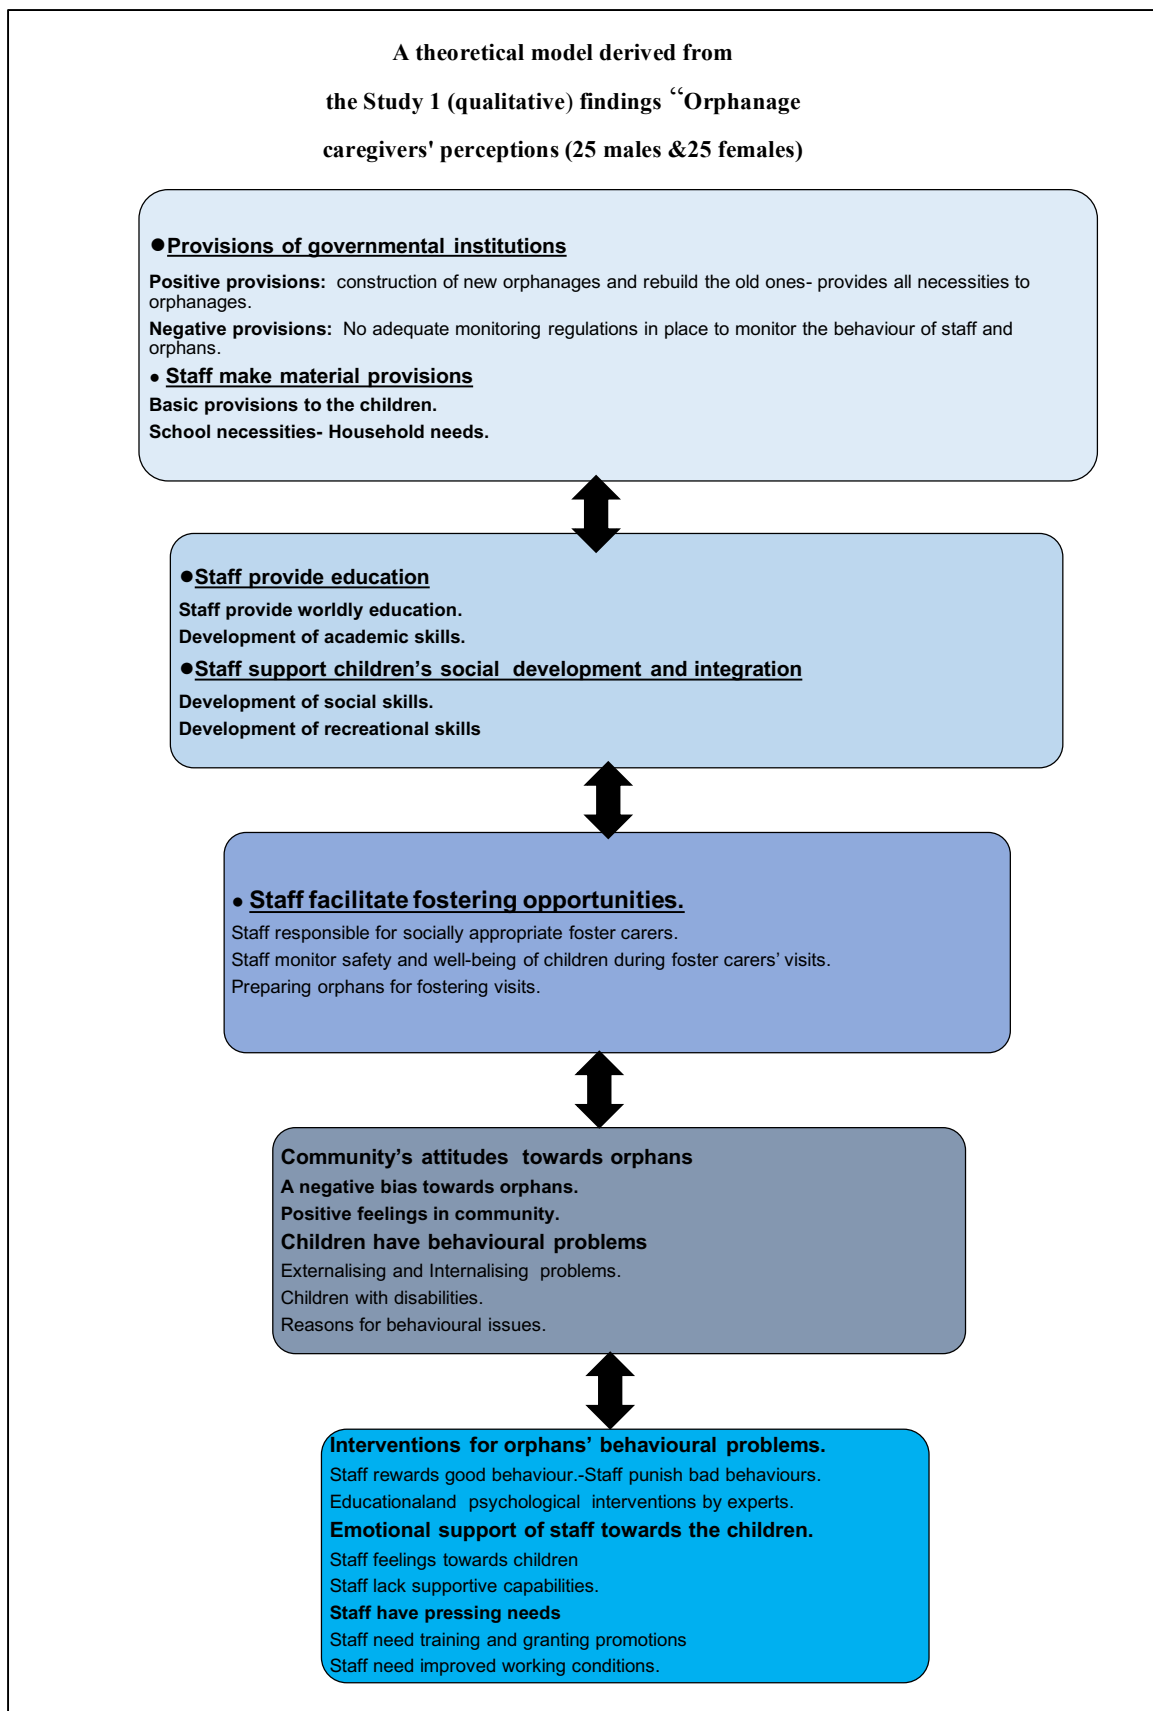 A theoretical model derived from
the Study 1 (qualitative) findings “Orphanage
caregivers' perceptions (25 males &25 females)
●Provisions of governmental institutions
Positive provisions: construction of new orphanages and rebuild the old ones- provides all necessities to
orphanages.
Negative provisions: No adequate monitoring regulations in place to monitor the behaviour of staff and
orphans.
● Staff make material provisions
Basic provisions to the children.
School necessities- Household needs.
●Staff provide education
Staff provide worldly education.
Development of academic skills.
●Staff support children’s social development and integration
Development of social skills.
Development of recreational skills
● Staff facilitate fostering opportunities.
Staff responsible for socially appropriate foster carers.
Staff monitor safety and well-being of children during foster carers’ visits.
Preparing orphans for fostering visits.
Community’s attitudes towards orphans
A negative bias towards orphans.
Positive feelings in community.
Children have behavioural problems
Externalising and Internalising problems.
Children with disabilities.
Reasons for behavioural issues.
Interventions for orphans’ behavioural problems.
Staff rewards good behaviour.-Staff punish bad behaviours.
Educationaland psychological interventions by experts.
Emotional support of staff towards the children.
Staff feelings towards children
Staff lack supportive capabilities.
Staff have pressing needs
Staff need training and granting promotions
Staff need improved working conditions.